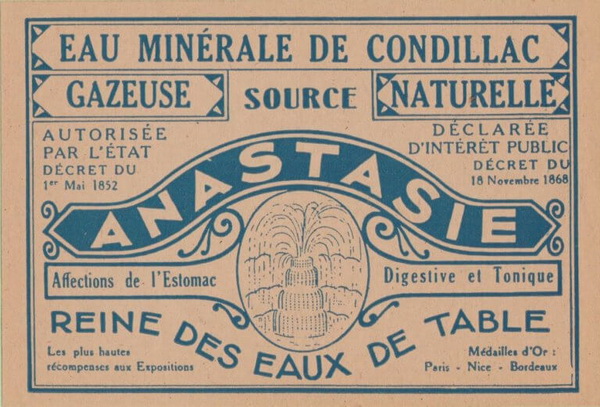 EAU MINÉRALE DE CONDILLAC
GAZEUSE SOURCE NATURELLE
AUTORISÉE
PAR L'ÉTAT
DÉCRET DU
1er Mai 1852
DÉCLARÉE
D'INTÉRÊT PUBLIC
DÉCRET DU
18 Novembre 1868
ANASTASIE
Affections de l'Estomac
Digestive et Tonique
REINE DES EAUX DE TABLE
Les plus hautes
récompenses aux Expositions
Médailles d'Or :
Paris - Nice - Bordeaux